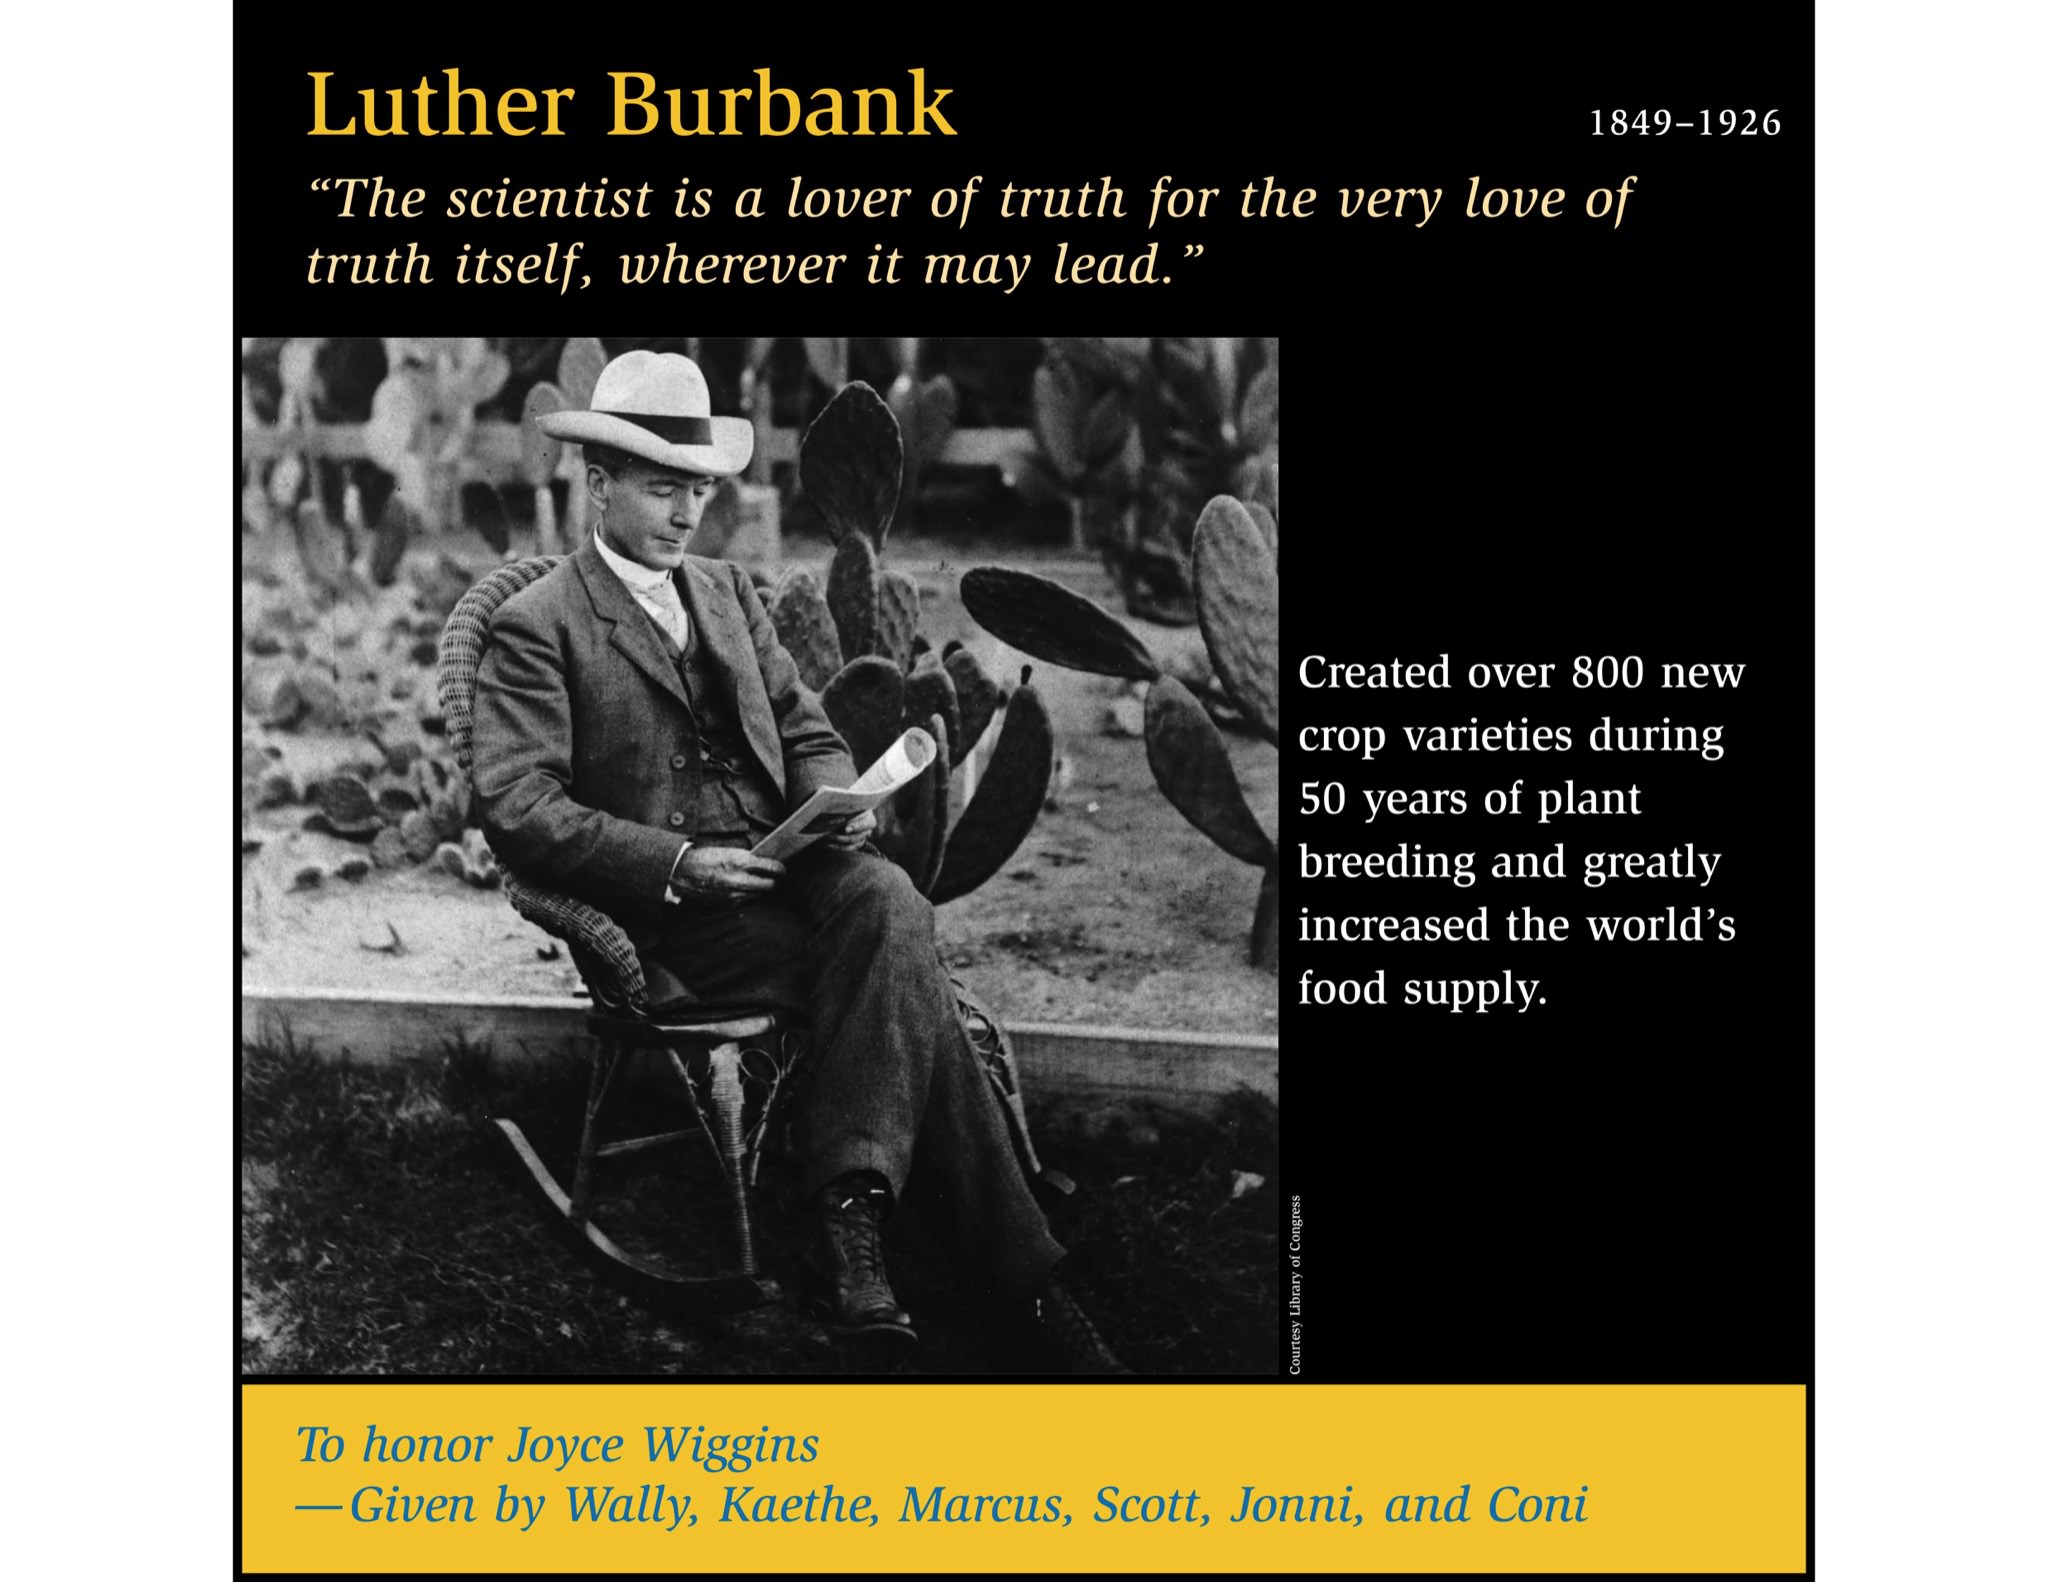 Luther Burbank
1849–1926
“The scientist is a lover of truth for the very love of
truth itself, wherever it may lead.”
Created over 800 new
crop varieties during
50 years of plant
breeding and greatly
increased the world’s
food supply.
Courtesy Library of Congress
To honor Joyce Wiggins
—Given by Wally, Kaethe, Marcus, Scott, Jonni, and Coni